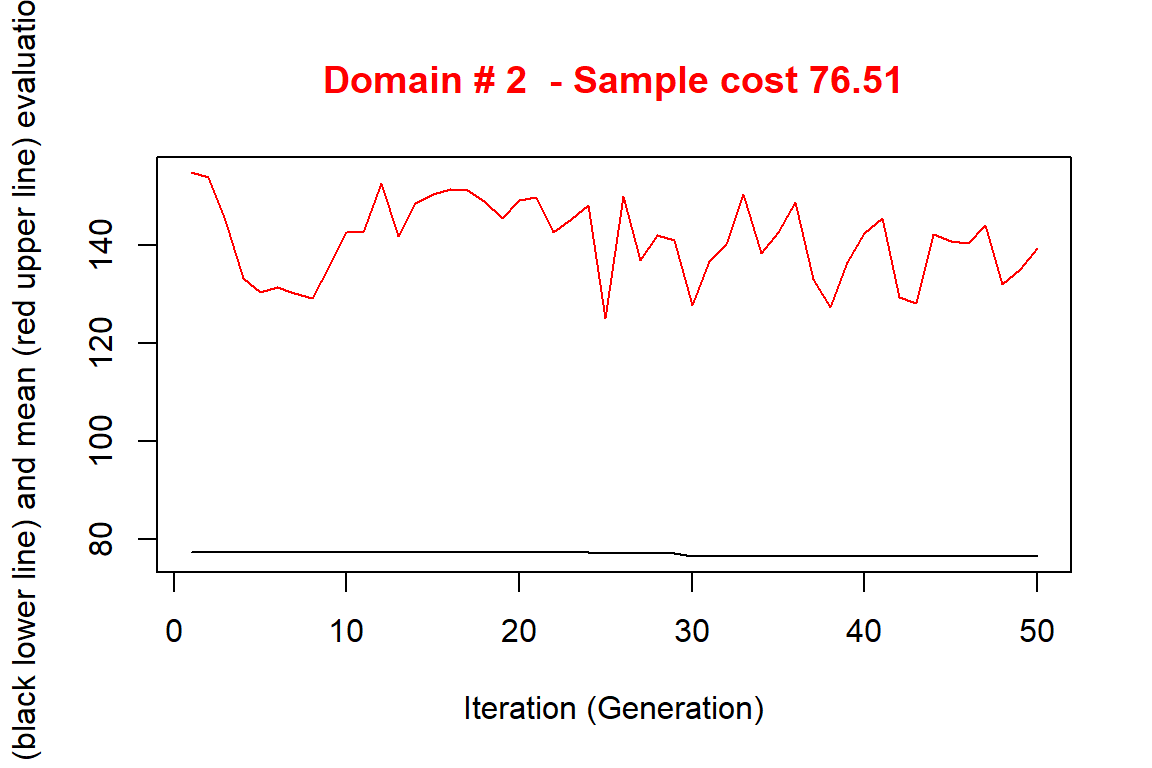 Domain # 2 - Sample cost 76.51
(black lower line) and mean (red upper line)
140
120
100
80
0 10 20 30 40 50
Iteration (Generation)